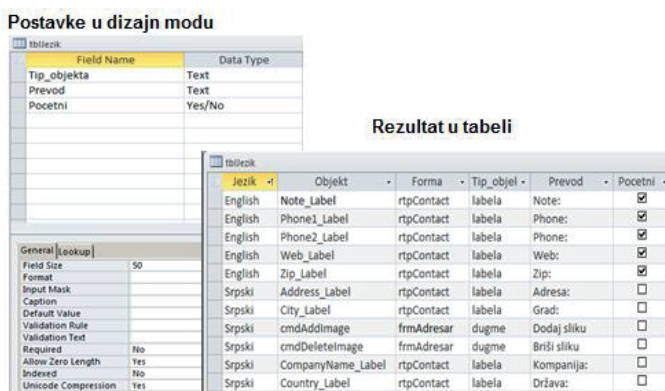 Postavke u dizajn modu
tblJezik
Field Name Data Type
Tip_objekta Text
Prevod Text
Pocetni Yes/No
General Lookup
Field Size 50
Format
Input Mask
Caption
Default Value
Validation Rule
Validation Text
Required No
Allow Zero Length Yes
Indexed No
Unicode Compression Yes
Rezultat u tabeli
tblJezik
Jezik Objekt Forma Tip_objel Prevod Pocetni
English Note_Label rtpContact labela Note:
English Phone1_Label rtpContact labela Phone:
English Phone2_Label rtpContact labela Phone:
English Web_Label rtpContact labela Web:
English Zip_Label rtpContact labela Zip:
Srpski Address_Label rtpContact labela Adresa:
Srpski City_Label rtpContact labela Grad:
Srpski cmdAddImage frmAdresar dugme Dodaj sliku
Srpski cmdDeleteImage frmAdresar dugme Briši sliku
Srpski CompanyName_Label rtpContact labela Kompanija:
Srpski Country_Label rtpContact labela Država: